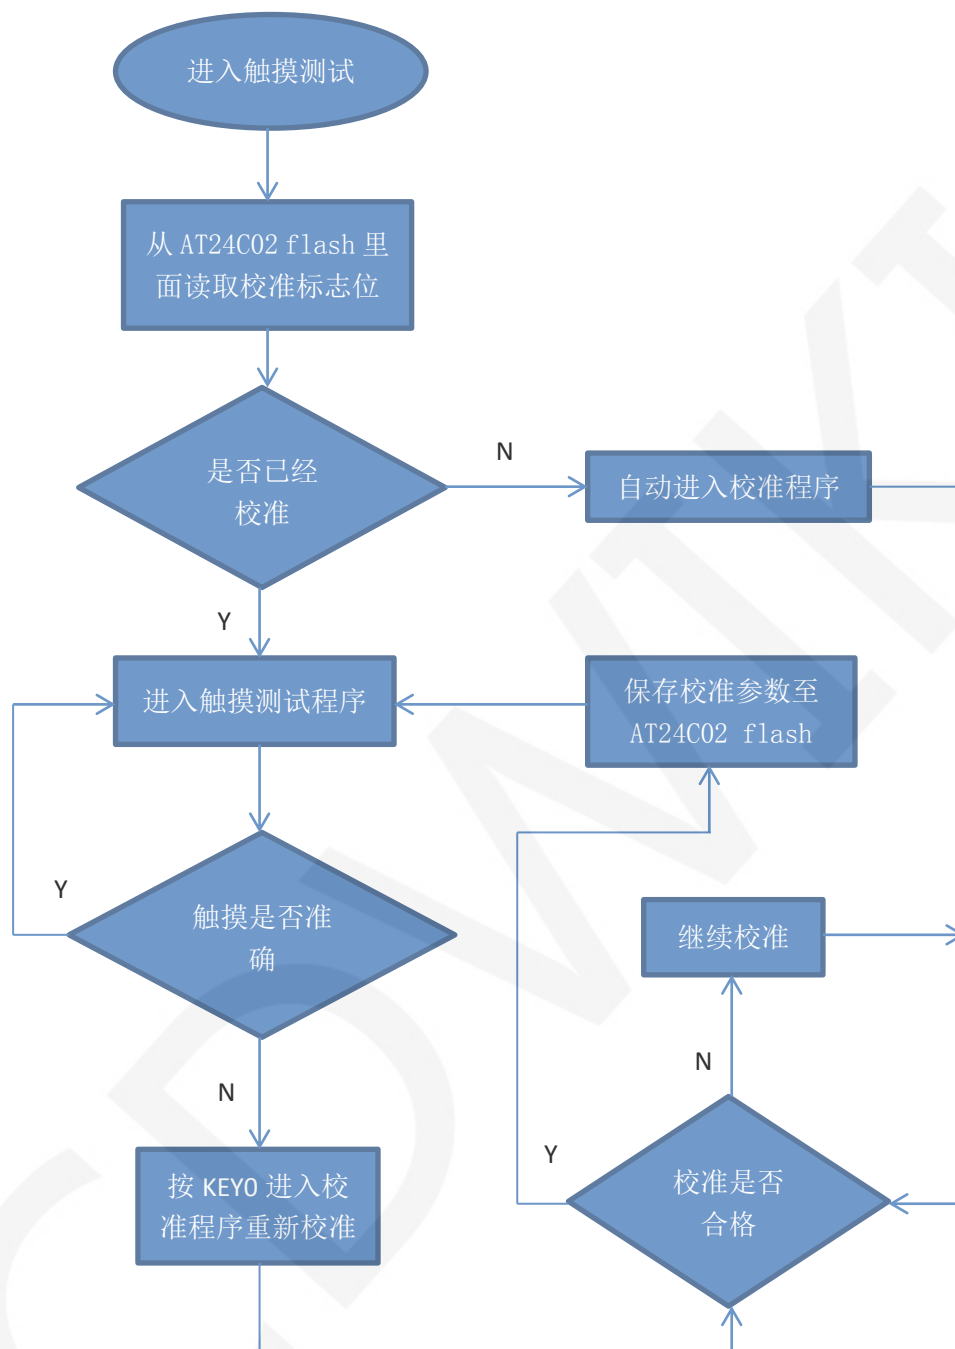 进入触摸测试
从 AT24C02 flash 里
面读取校准标志位
是否已经
校准
N
自动进入校准程序
Y
进入触摸测试程序
保存校准参数至
AT24C02 flash
Y
触摸是否准
确
继续校准
N
N
Y
按 KEY0 进入校
准程序重新校准
校准是否
合格